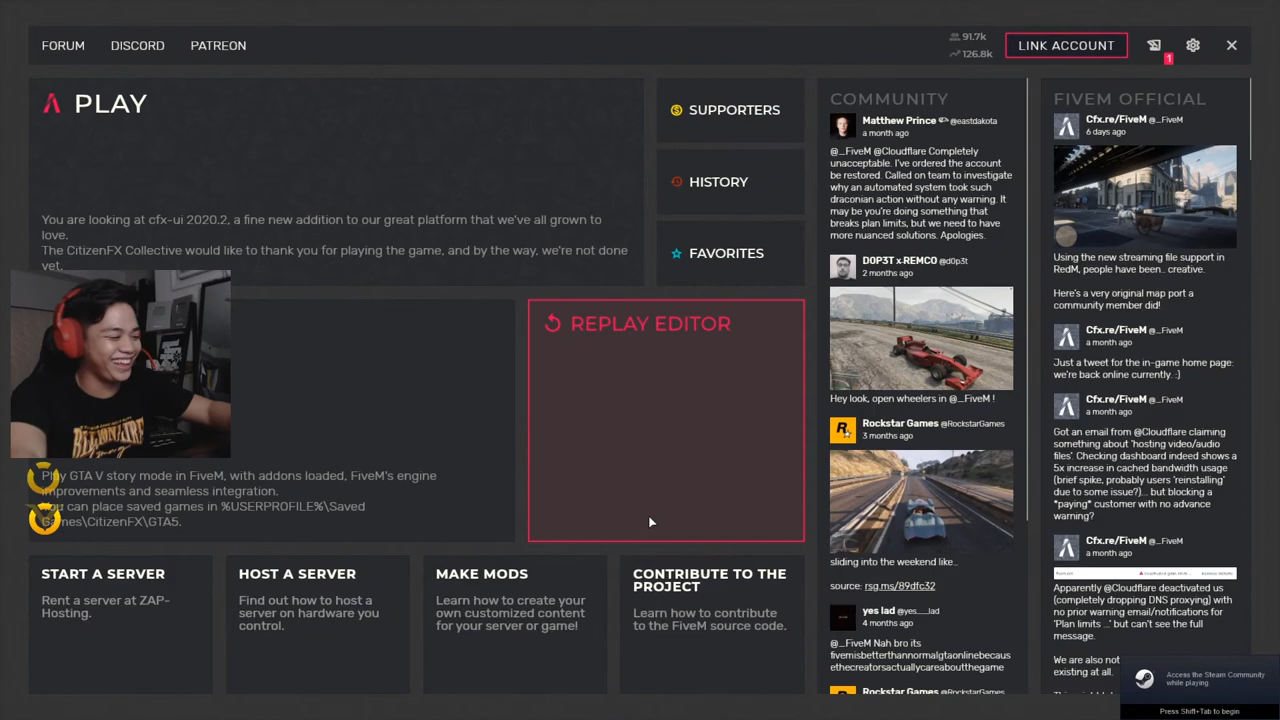 FORUM
DISCORD
PATREON
91.7k
126.8k
LINK ACCOUNT
1
PLAY
You are looking at cfx-ui 2020.2, a fine new addition to our great platform that we've all grown to
love.
The CitizenFX Collective would like to thank you for playing the game, and by the way, we're not done
yet.
SUPPORTERS
HISTORY
FAVORITES
REPLAY EDITOR
Play GTA V story mode in FiveM, with addons loaded, FiveM's engine
improvements and seamless integration.
You can place saved games in %USERPROFILE%\Saved
Games\CitizenFX\GTA5.
START A SERVER
Rent a server at ZAP-
Hosting.
HOST A SERVER
Find out how to host a
server on hardware you
control.
MAKE MODS
Learn how to create your
own customized content
for your server or game!
CONTRIBUTE TO THE
PROJECT
Learn how to contribute
to the FiveM source code.
COMMUNITY
Matthew Prince @eastdakota
a month ago
@_FiveM @Cloudflare Completely
unacceptable. I've ordered the account
be restored. Called on team to investigate
why an automated system took such
draconian action without any warning. It
may be you're doing something that
breaks plan limits, but we need to have
more nuanced solutions. Apologies.
D0P3T x REMCO @d0p3t
2 months ago
Hey look, open wheelers in @_FiveM !
Rockstar Games @RockstarGames
3 months ago
sliding into the weekend like..
source: rsg.ms/89dfc32
yes lad @yes___lad
4 months ago
@_FiveM Nah bro its
fivemisbetterthannormalgtaonlinebecaus
ethecreatorsactuallycareaboutthegame
Rockstar Games @RockstarGames
FIVEM OFFICIAL
Cfx.re/FiveM @_FiveM
6 days ago
Using the new streaming file support in
RedM, people have been.. creative.
Here's a very original map port a
community member did!
Cfx.re/FiveM @_FiveM
a month ago
Just a tweet for the in-game home page:
we're back online currently. :}
Cfx.re/FiveM @_FiveM
a month ago
Got an email from @Cloudflare claiming
something about 'hosting video/audio
files'. Checking dashboard indeed shows a
5x increase in cached bandwidth usage
(brief spike, probably users 'reinstalling'
due to some issue?)... but blocking a
*paying* customer with no advance
warning?
Cfx.re/FiveM @_FiveM
a month ago
Apparently @Cloudflare deactivated us
(completely dropping DNS proxying) with
no prior warning email/notifications for
'Plan limits ...' but can't see the full
message.
We are also not
existing at all.
Access the Steam Community
while playing
Press Shift+Tab to begin